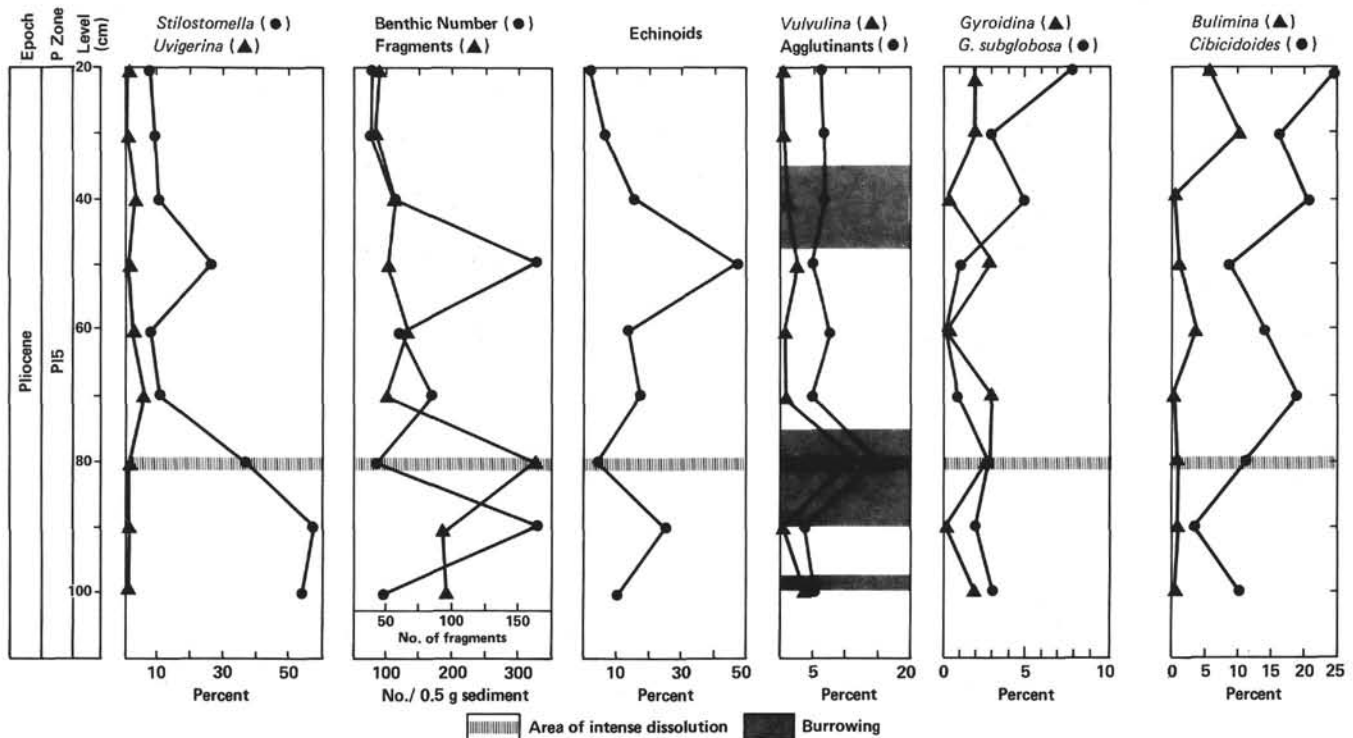 Epoch
P Zone
Level
(cm)
Stilostomella (●)
Uvigerina (▲)
Benthic Number (●)
Fragments (▲)
Echinoids
Vulvulina (▲)
Agglutinants (●)
Gyroidina (▲)
G. subglobosa (●)
Bulimina (▲)
Cibicidoides (●)
20
40
60
80
100
Pliocene
Pl5
50 100 150
No. of fragments
10 30 50
Percent
100 200 300
No./ 0.5 g sediment
0 10 30 50
Percent
5 20
Percent
0 5 10
Percent
0 5 10 15 20 25
Percent
Area of intense dissolution
Burrowing